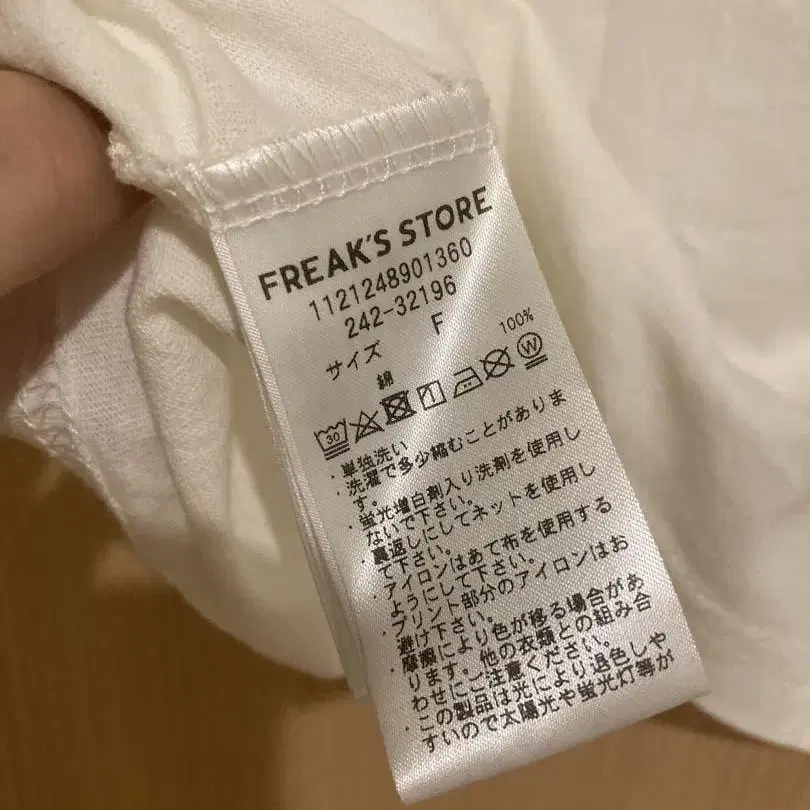 FREAK'S STORE
1121248901360
242-32196
サイズ F
綿 100%
30 W
・単独洗い
・洗濯で多少縮むことがありま
す。
・蛍光増白剤入り洗剤を使用し
ないで下さい。
・裏返しにしてネットを使用し
て下さい。
・アイロンはあて布を使用する
ようにして下さい。
・プリント部分のアイロンはお
避け下さい。
・摩擦により色が移る場合があ
ります。他の衣類との組み合
わせにご注意ください。
・この製品は光により退色しや
すいので太陽光や蛍光灯等が